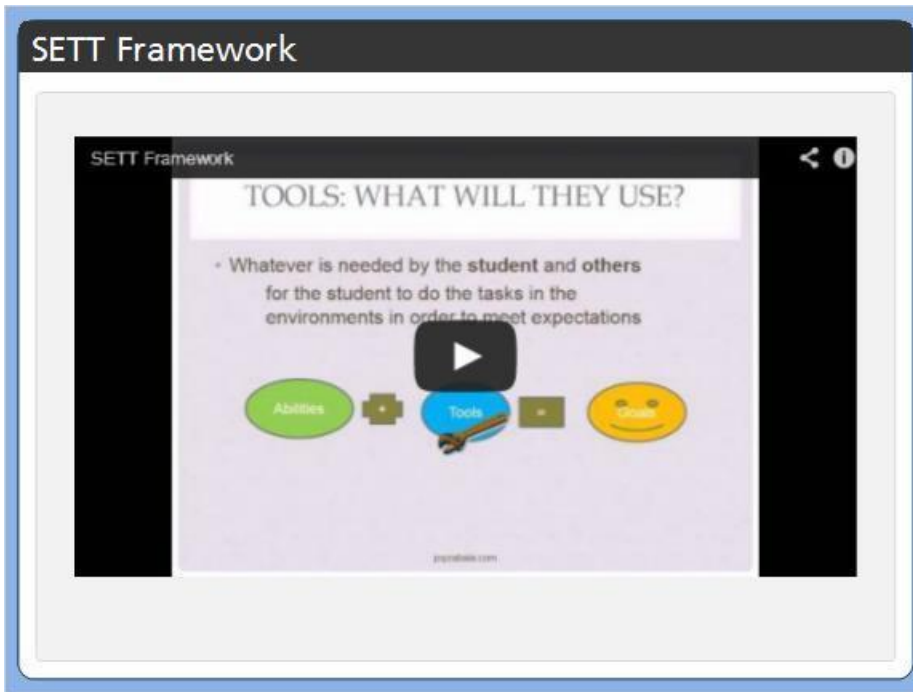 SETT Framework
SETT Framework
TOOLS: WHAT WILL THEY USE?
• Whatever is needed by the student and others
for the student to do the tasks in the
environments in order to meet expectations
Abilities + Tools = Goals